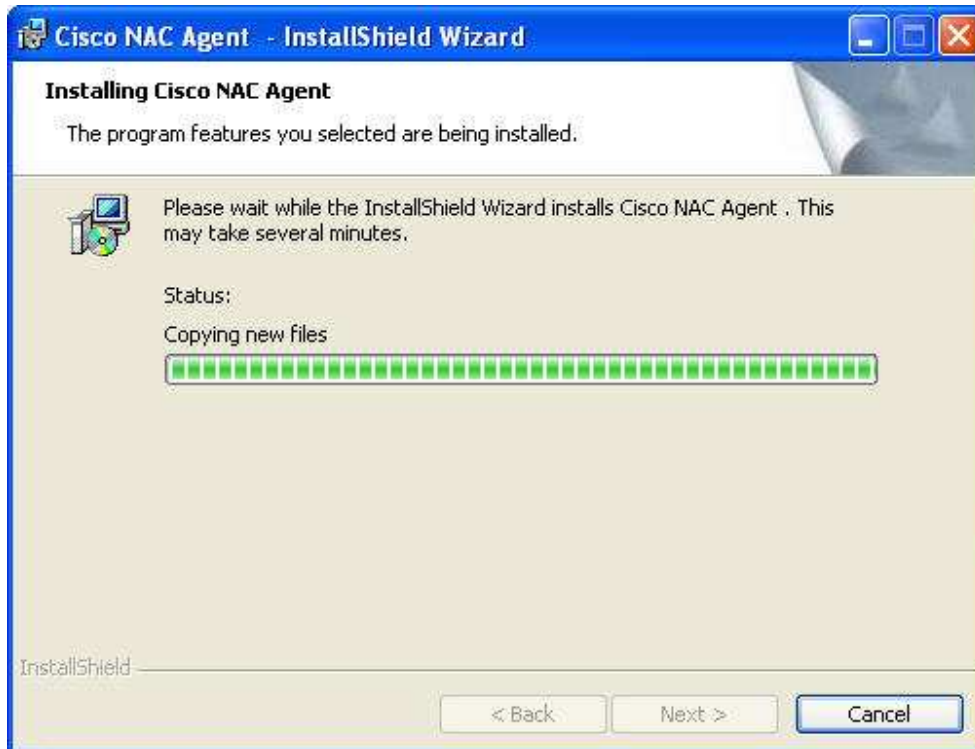 Cisco NAC Agent - InstallShield Wizard
Installing Cisco NAC Agent
The program features you selected are being installed.
Please wait while the InstallShield Wizard installs Cisco NAC Agent . This
may take several minutes.
Status:
Copying new files
InstallShield
< Back
Next >
Cancel